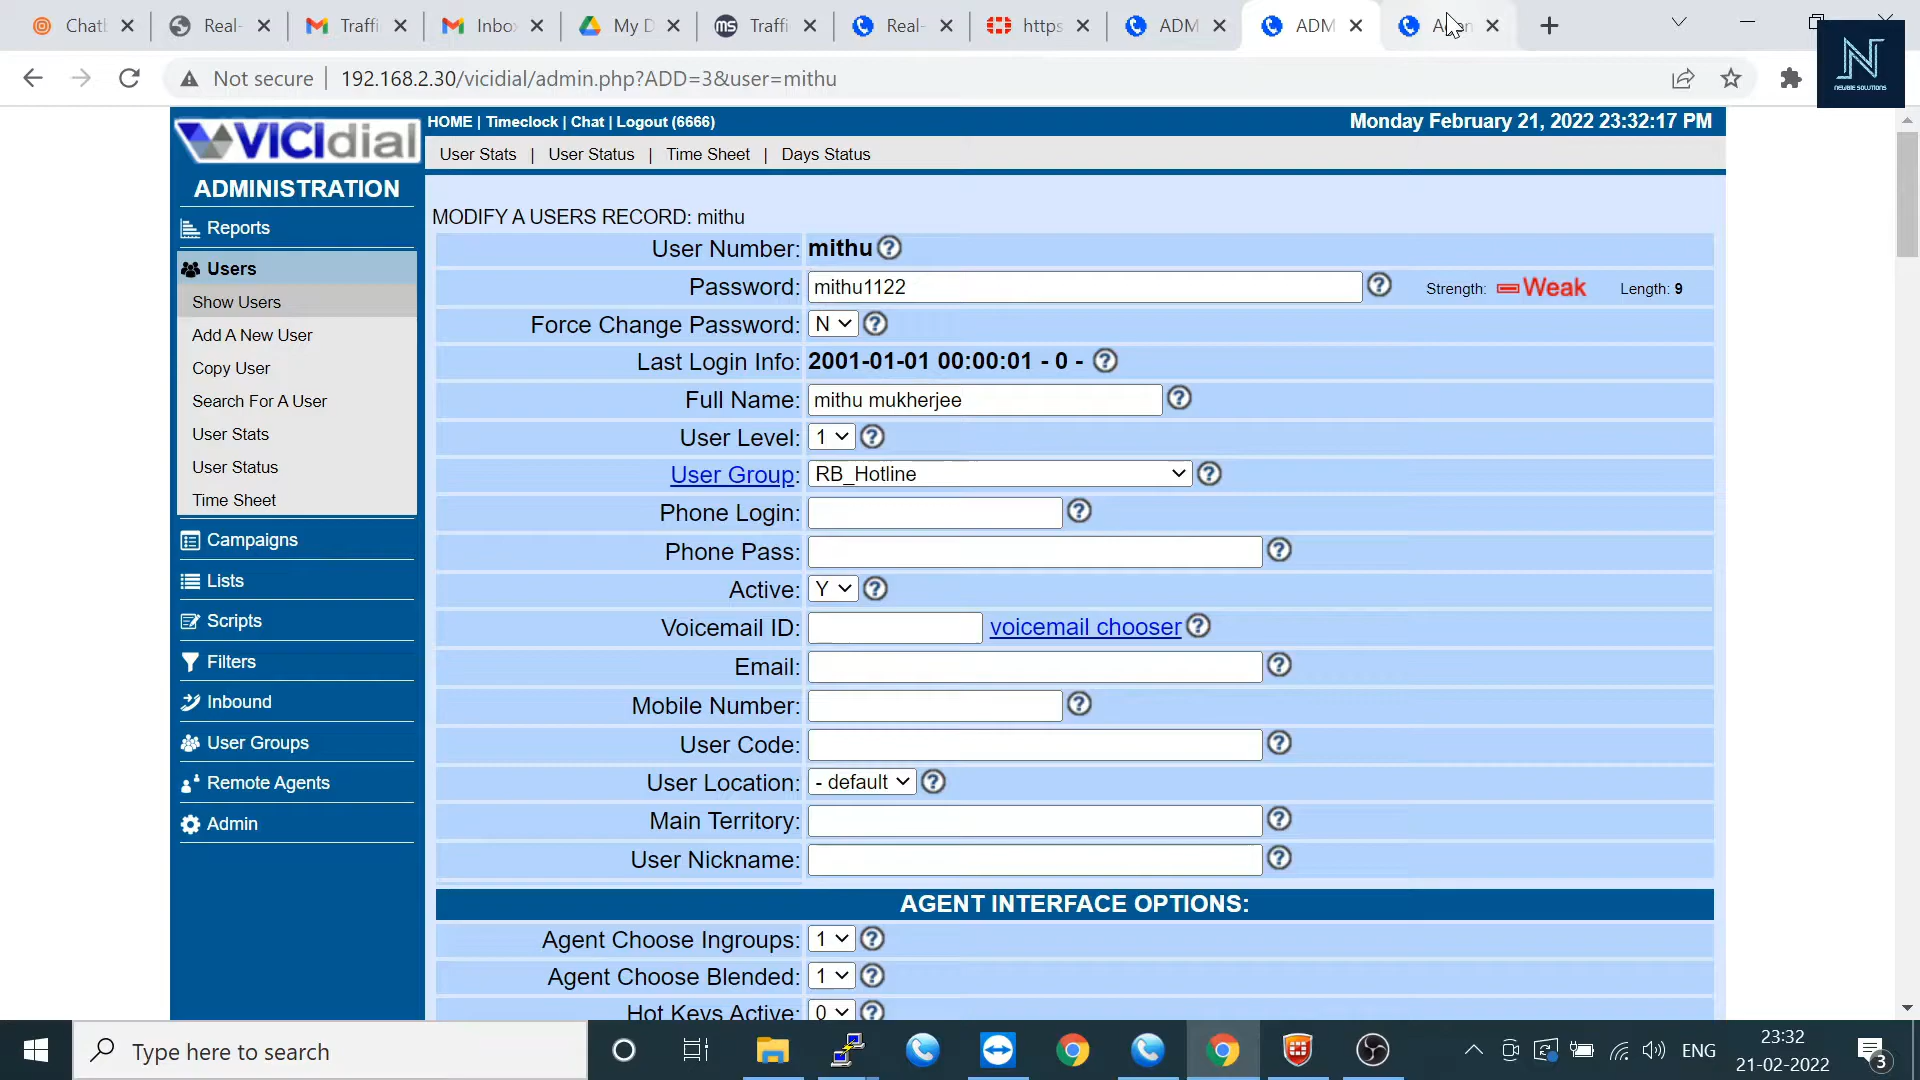 Chatb
Real-
Traffi
Inbo
My D
Traffi
Real-
https
ADM
ADM
Not secure
192.168.2.30/vicidial/admin.php?ADD=3&user=mithu
N
NEWBIE SOLUTIONS
VICIdial
HOME | Timeclock | Chat | Logout (6666)
Monday February 21, 2022 23:32:17 PM
User Stats | User Status | Time Sheet | Days Status
ADMINISTRATION
Reports
Users
Show Users
Add A New User
Copy User
Search For A User
User Stats
User Status
Time Sheet
Campaigns
Lists
Scripts
Filters
Inbound
User Groups
Remote Agents
Admin
MODIFY A USERS RECORD: mithu
User Number: mithu
Password: mithu1122 Strength: Weak Length: 9
Force Change Password: N
Last Login Info: 2001-01-01 00:00:01 - 0 -
Full Name: mithu mukherjee
User Level: 1
User Group: RB_Hotline
Phone Login:
Phone Pass:
Active: Y
Voicemail ID: voicemail chooser
Email:
Mobile Number:
User Code:
User Location: - default
Main Territory:
User Nickname:
AGENT INTERFACE OPTIONS:
Agent Choose Ingroups: 1
Agent Choose Blended: 1
Hot Keys Active: 0
Type here to search
ENG
23:32
21-02-2022
3